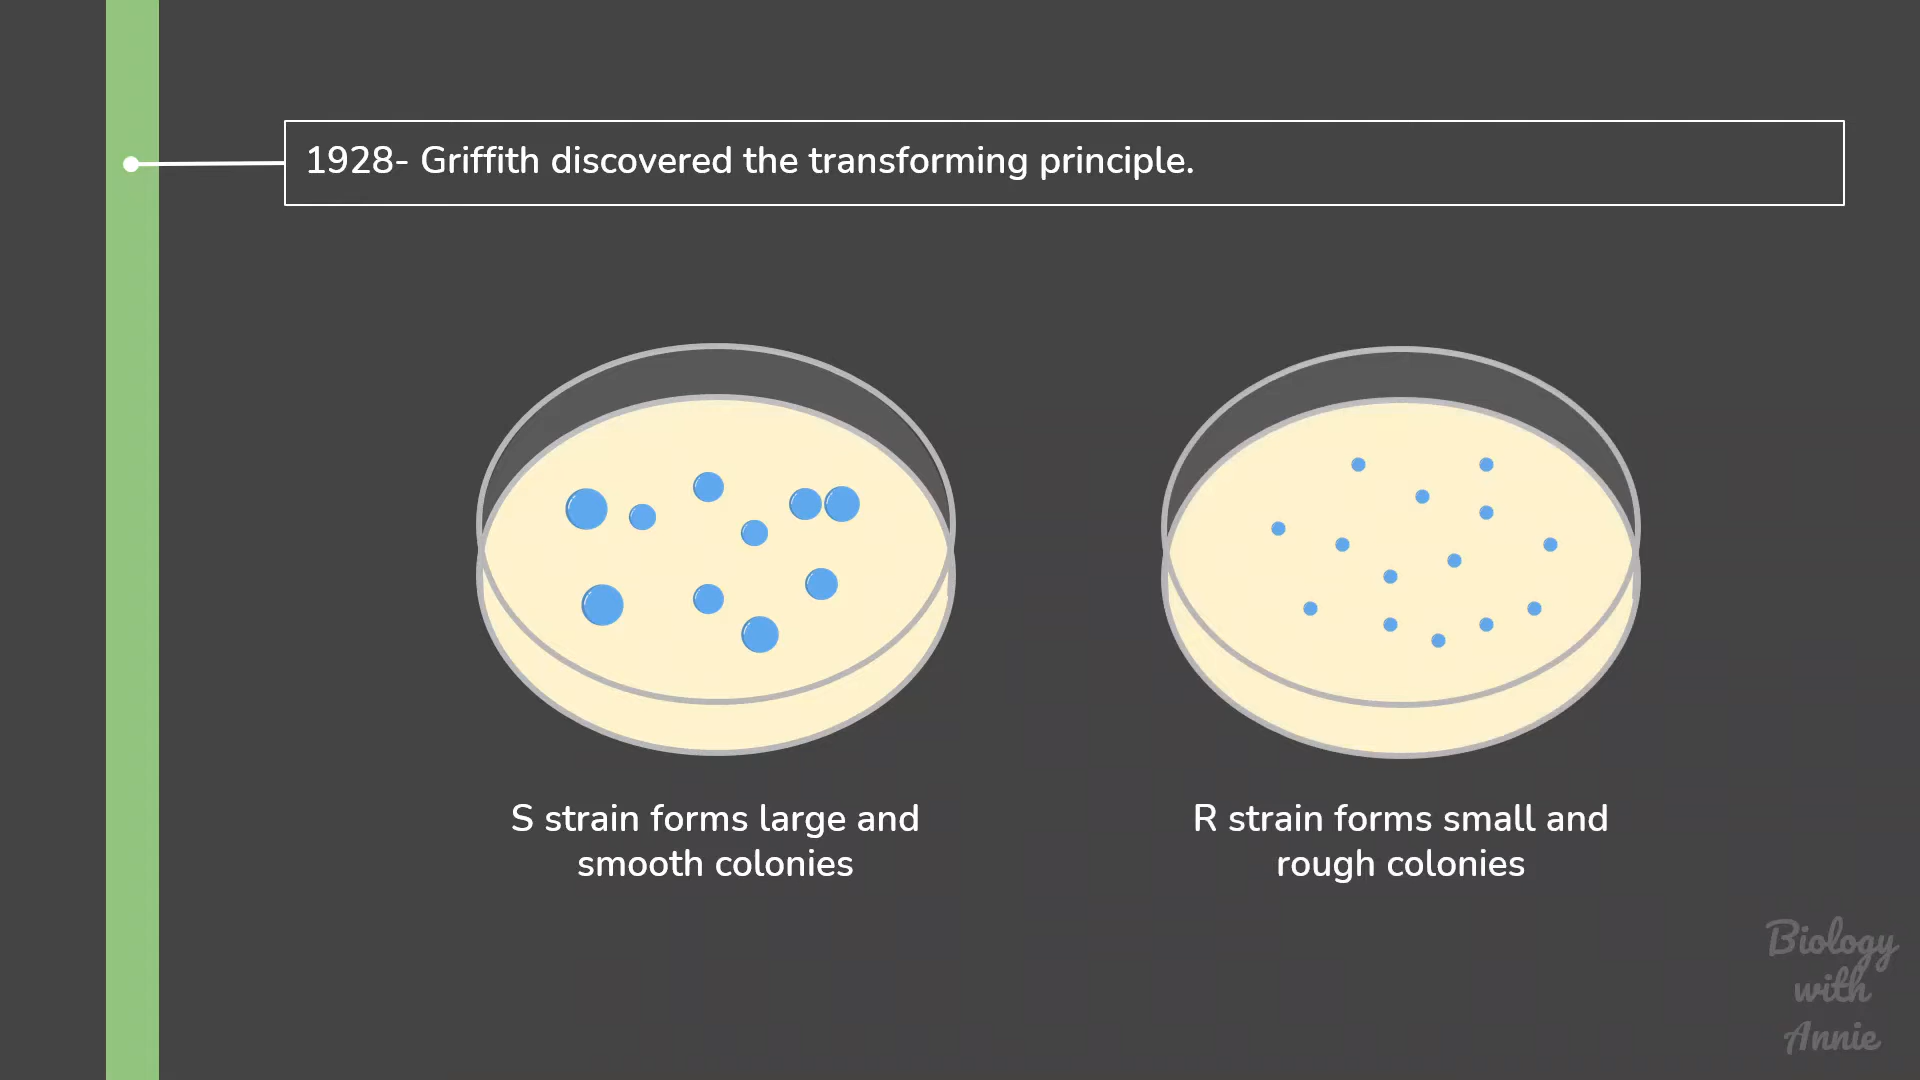 1928- Griffith discovered the transforming principle.
S strain forms large and
smooth colonies
R strain forms small and
rough colonies
Biology
with
Annie